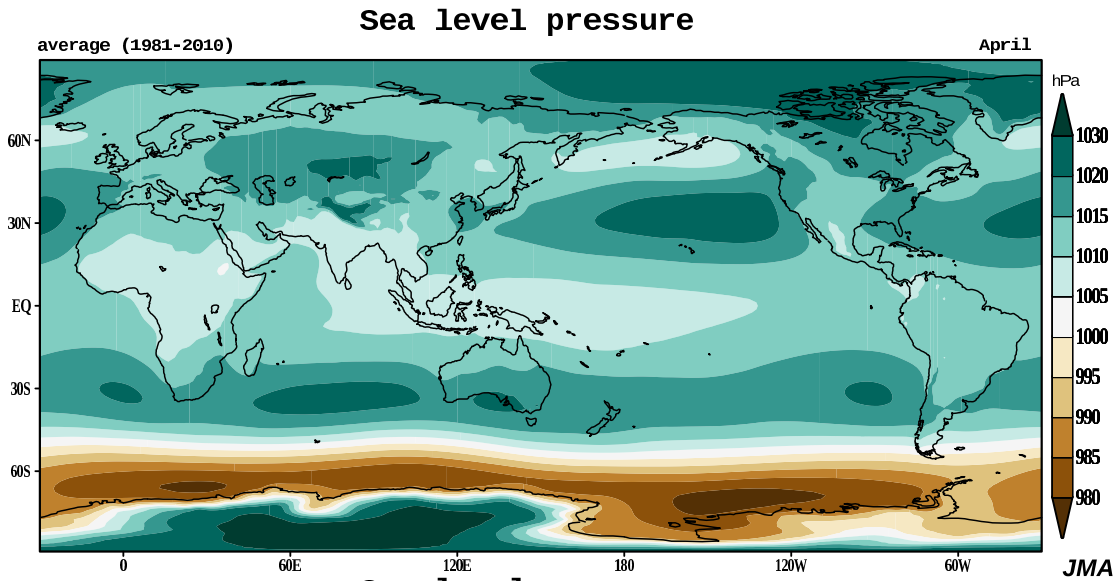 Sea level pressure
average (1981-2010) April
hPa
1030
1020
1015
1010
1005
1000
995
990
985
980
60N
30N
EQ
30S
60S
0 60E 120E 180 120W 60W
JMA